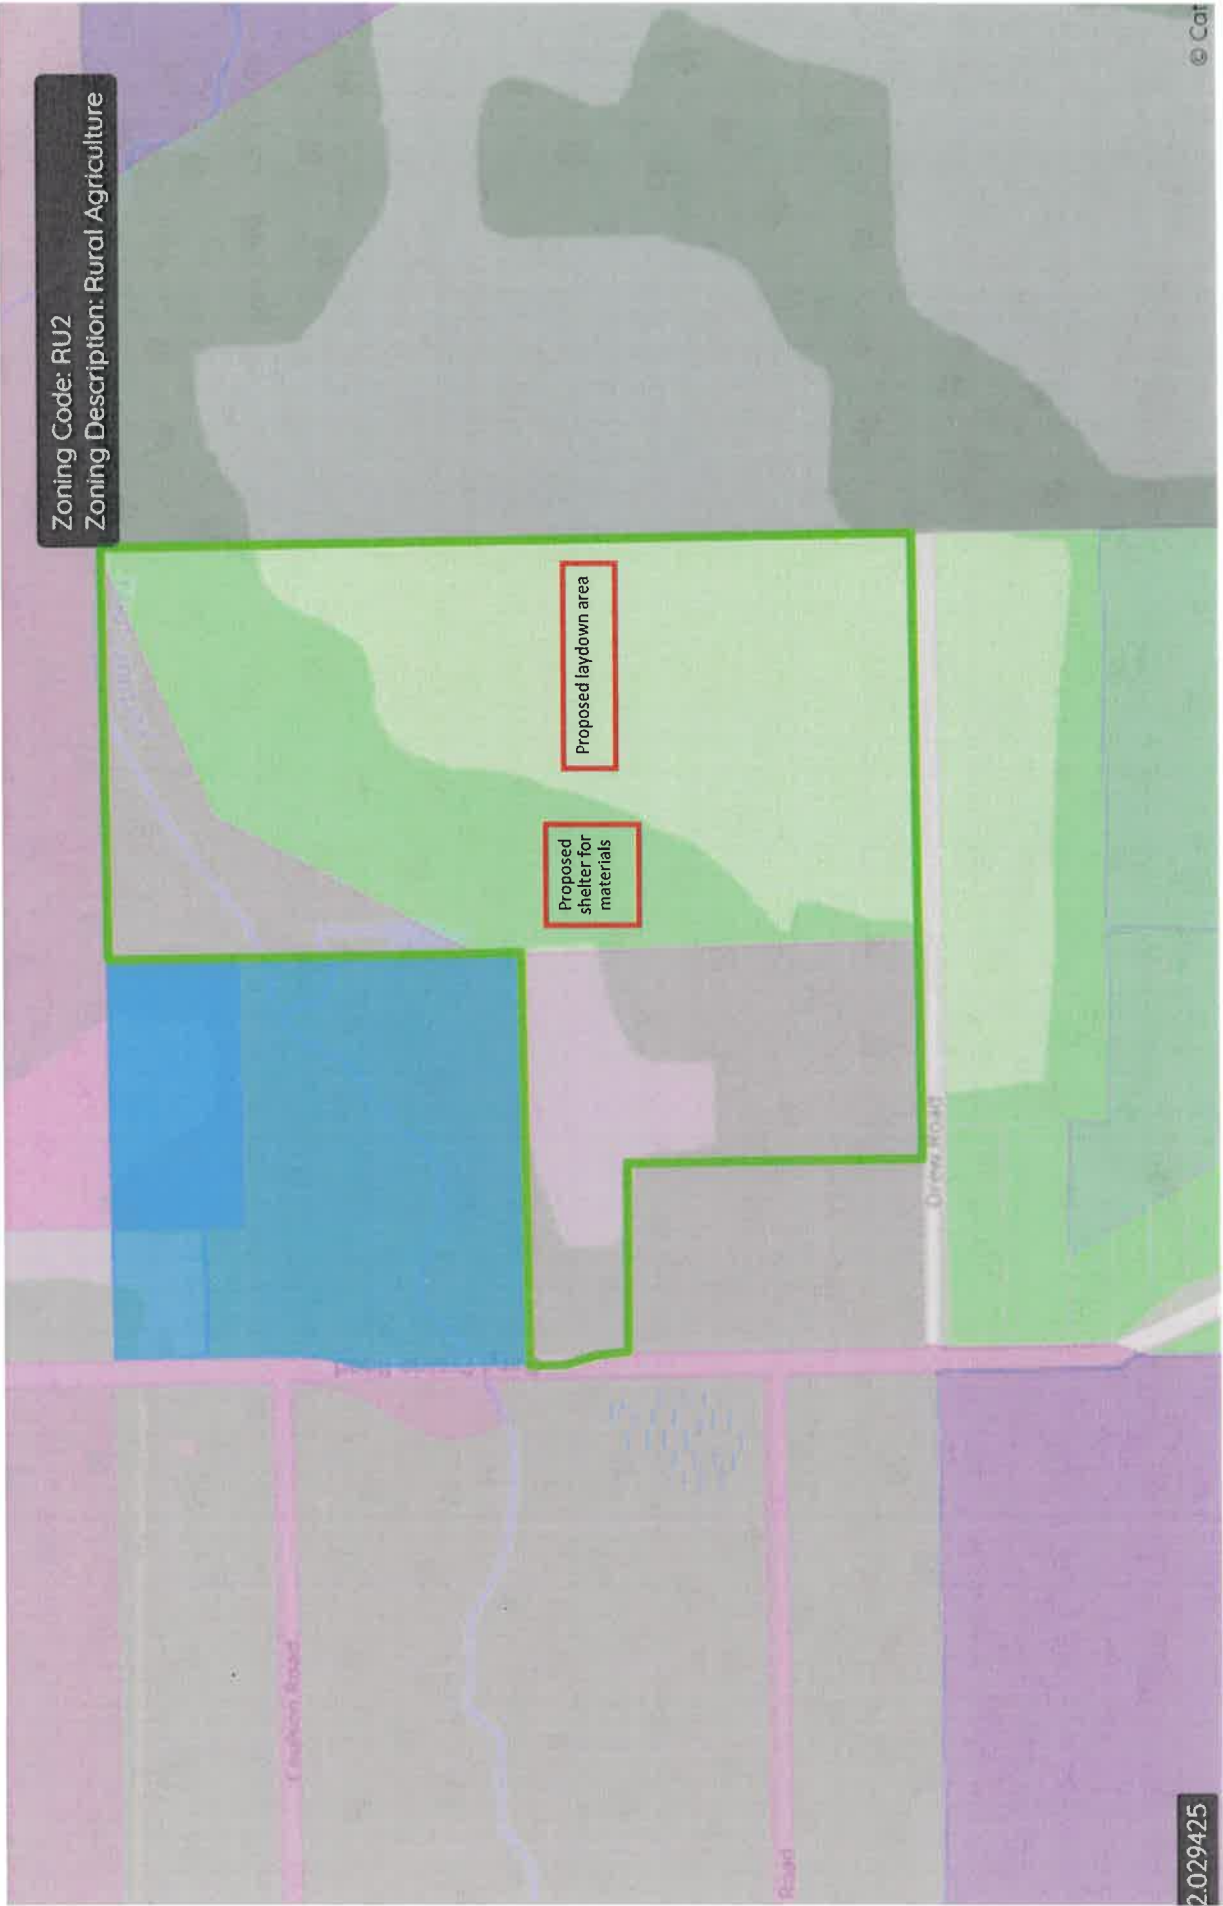 Zoning Code: RU2
Zoning Description: Rural Agriculture
Proposed laydown area
Proposed
shelter for
materials
Drew Road
Road
Road
2.029425
© Cat